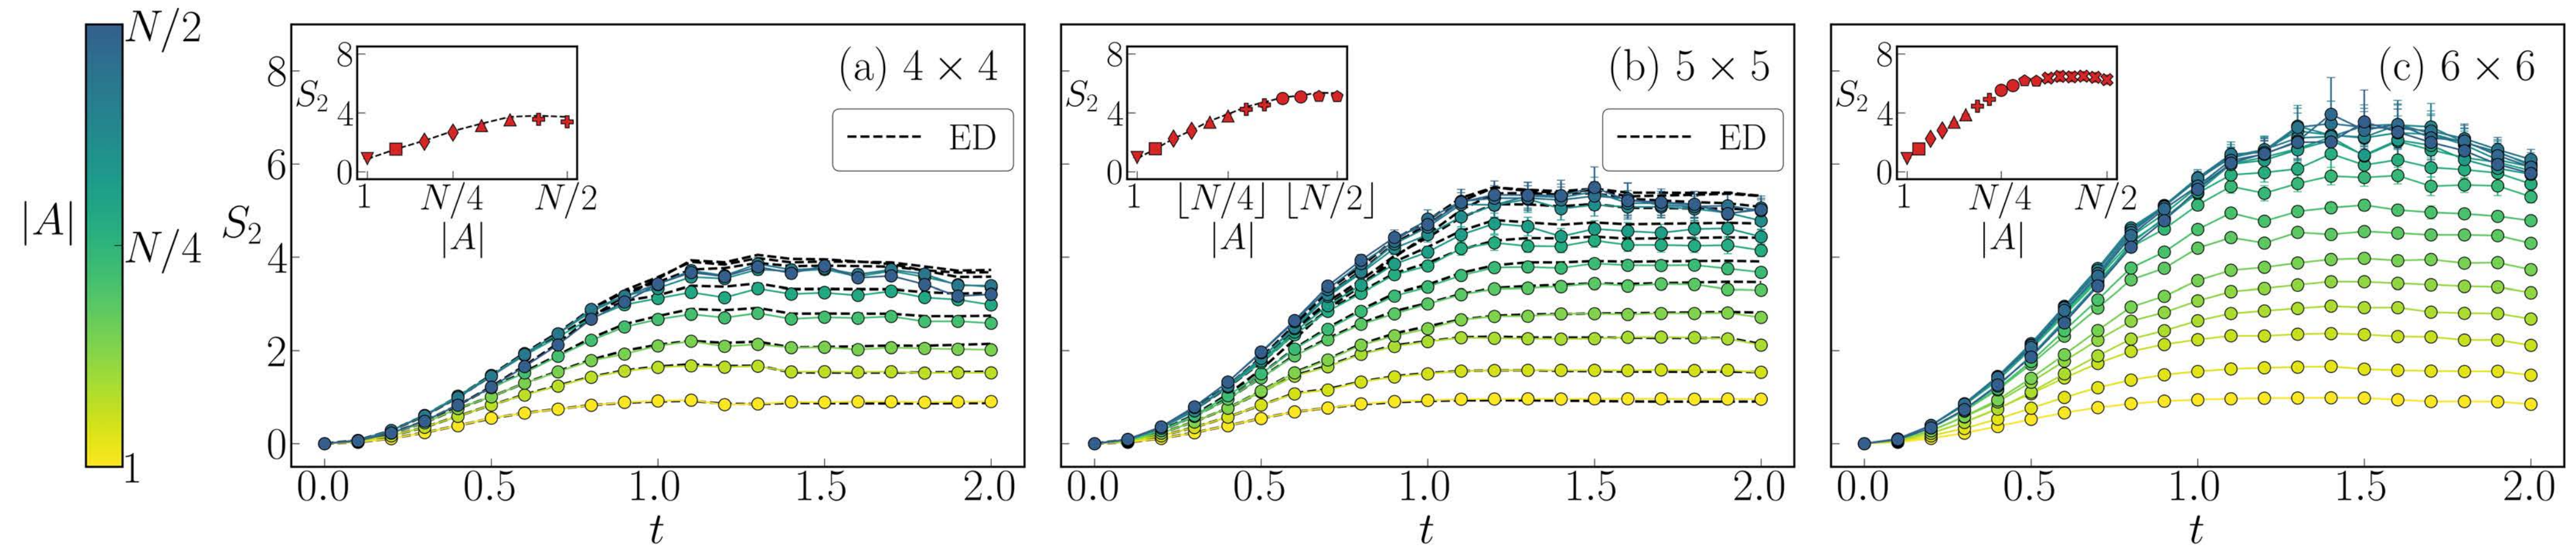 |A|
N/2
N/4
1
(a) 4 × 4
ED
S₂
8
6
4
2
0
0.0 0.5 1.0 1.5 2.0
t
S₂
8
4
0
1 N/4 N/2
|A|
(b) 5 × 5
ED
S₂
8
4
0
1 ⌊N/4⌋ ⌊N/2⌋
|A|
0.0 0.5 1.0 1.5 2.0
t
(c) 6 × 6
S₂
8
4
0
1 N/4 N/2
|A|
0.0 0.5 1.0 1.5 2.0
t